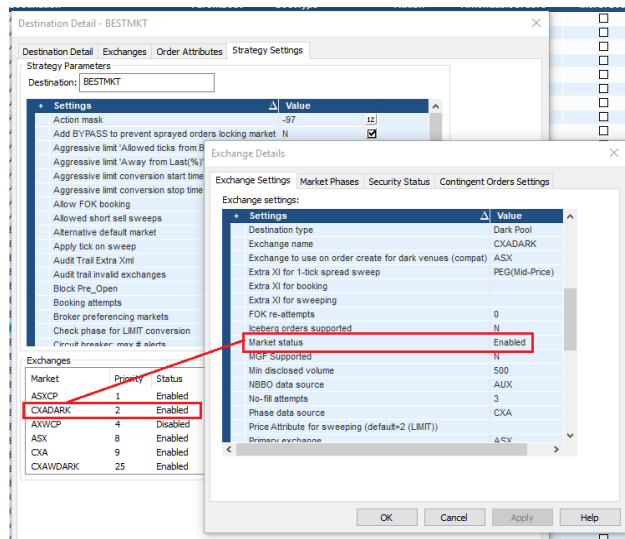 Destination Detail - BESTMKT
Destination Detail Exchanges Order Attributes Strategy Settings
Strategy Parameters
Destination: BESTMKT
+ Settings Value
Action mask -97 12
Add BYPASS to prevent sprayed orders locking market N
Aggressive limit 'Allowed ticks from B
Aggressive limit 'Away from Last(%)'
Aggressive limit conversion start time
Aggressive limit conversion stop time
Allow FOK booking
Allowed short sell sweeps
Alternative default market
Apply tick on sweep
Audit Trail Extra Xml
Audit trail invalid exchanges
Block Pre_Open
Booking attempts
Broker preferencing markets
Check phase for LIMIT conversion
Circuit breaker: max # alerts
Exchanges
Market Priority Status
ASXCP 1 Enabled
CXADARK 2 Enabled
AXWCP 4 Disabled
ASX 8 Enabled
CXA 9 Enabled
CXAWDARK 25 Enabled
Exchange Details
Exchange Settings Market Phases Security Status Contingent Orders Settings
Exchange settings:
+ Settings Value
Destination type Dark Pool
Exchange name CXADARK
Exchange to use on order create for dark venues (compat) ASX
Extra XI for 1-tick spread sweep PEG(Mid-Price)
Extra XI for booking
Extra XI for sweeping
FOK re-attempts 0
Iceberg orders supported N
Market status Enabled
MGF Supported N
Min disclosed volume 500
NBBO data source AUX
No-fill attempts 3
Phase data source CXA
Price Attribute for sweeping (default=2 (LIMIT))
Primary exchange ASX
OK Cancel Apply Help